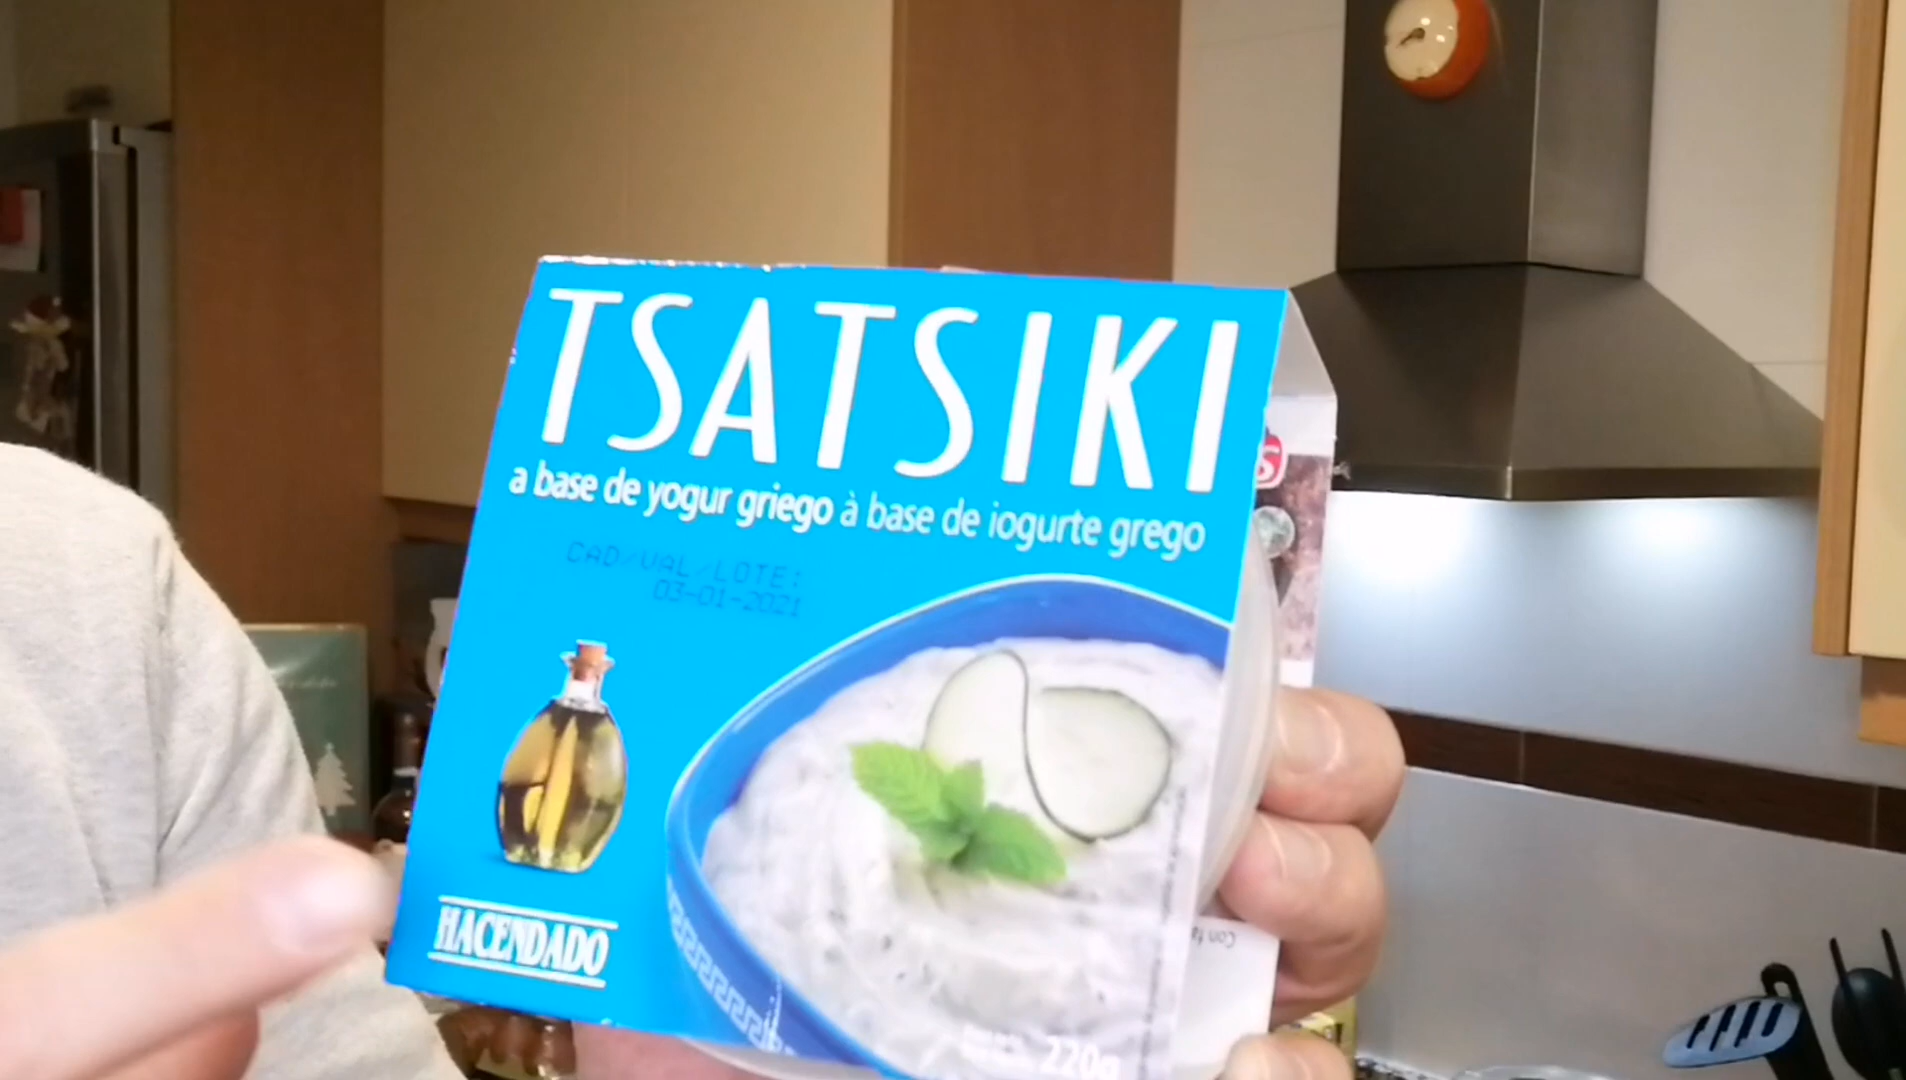 TSATSIKI
a base de yogur griego à base de iogurte grego
CAD/VAL/LOTE:
03-01-2021
HACENDADO
220g